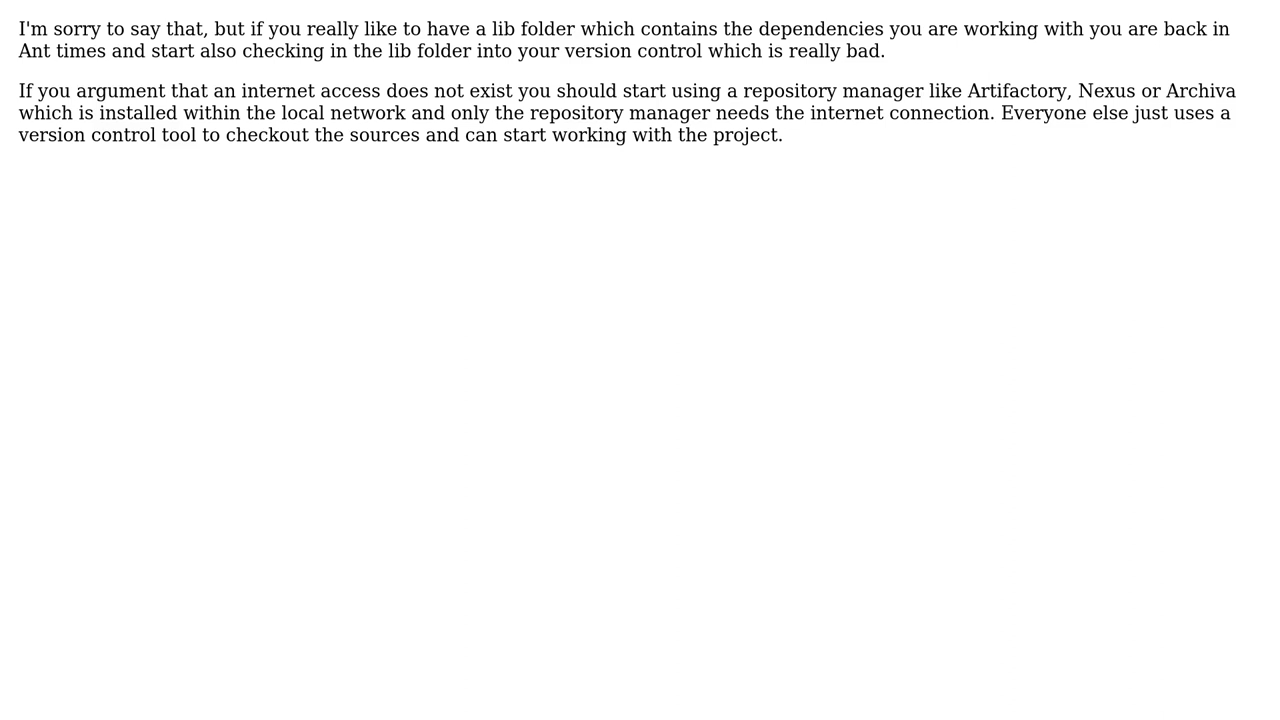 I'm sorry to say that, but if you really like to have a lib folder which contains the dependencies you are working with you are back in
Ant times and start also checking in the lib folder into your version control which is really bad.
If you argument that an internet access does not exist you should start using a repository manager like Artifactory, Nexus or Archiva
which is installed within the local network and only the repository manager needs the internet connection. Everyone else just uses a
version control tool to checkout the sources and can start working with the project.